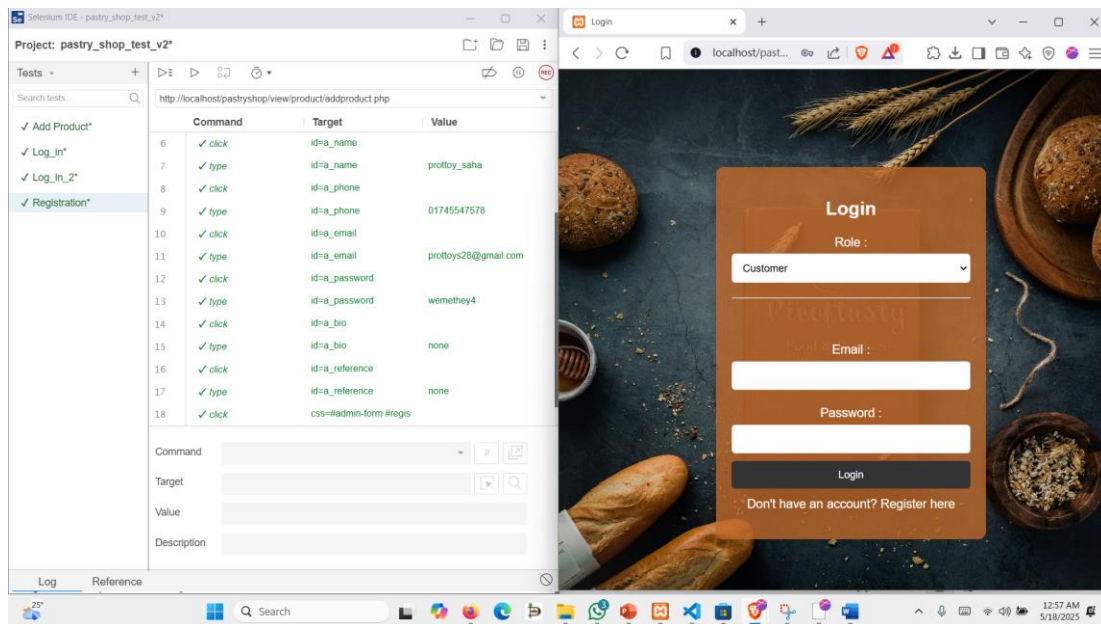 Selenium IDE - pastry_shop_test_v2*
Project: pastry_shop_test_v2*
Tests
Search tests...
✓ Add Product*
✓ Log_in*
✓ Log_in_2*
✓ Registration*
REC
http://localhost/pastryshop/view/product/addproduct.php
Command Target Value
6 ✓ click id=a_name
7 ✓ type id=a_name prottoy_saha
8 ✓ click id=a_phone
9 ✓ type id=a_phone 01745547578
10 ✓ click id=a_email
11 ✓ type id=a_email prottoys28@gmail.com
12 ✓ click id=a_password
13 ✓ type id=a_password wemethey4
14 ✓ click id=a_bio
15 ✓ type id=a_bio none
16 ✓ click id=a_reference
17 ✓ type id=a_reference none
18 ✓ click css=#admin-form #regis
Command
//
Target
Value
Description
Log Reference
Login
localhost/past...
Login
Role :
Customer
Email :
Password :
Login
Don't have an account? Register here
25°
Search
3
12:57 AM
5/18/2025